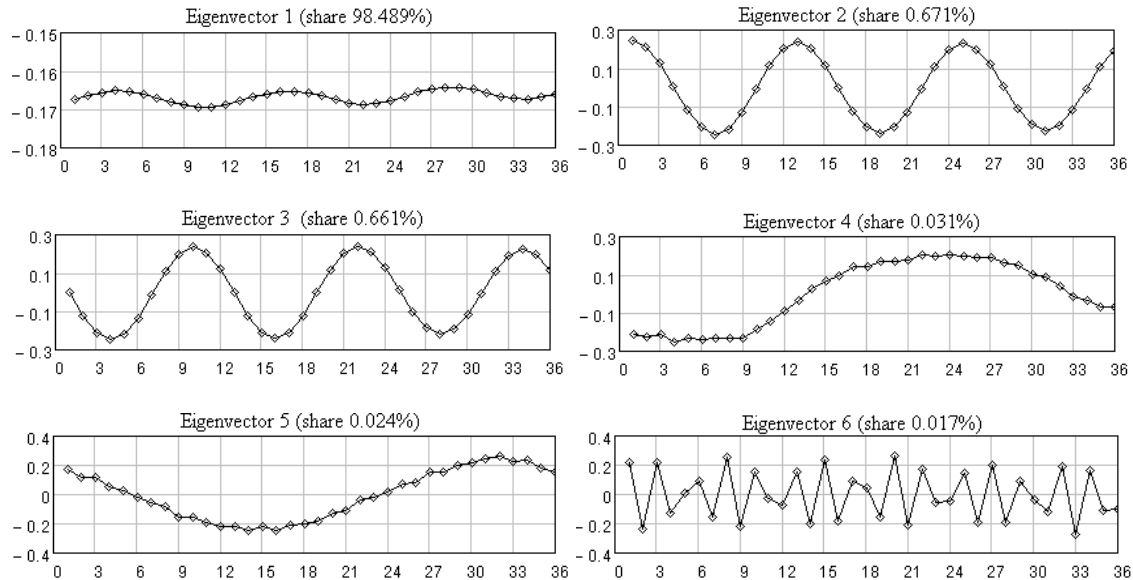 Eigenvector 1 (share 98.489%)
− 0.15
− 0.16
− 0.17
− 0.18
0 3 6 9 12 15 18 21 24 26 30 33 36
Eigenvector 2 (share 0.671%)
0.3
0.1
− 0.1
− 0.3
0 3 6 9 12 15 18 21 24 27 30 33 36
Eigenvector 3 (share 0.661%)
0.3
0.1
− 0.1
− 0.3
0 3 6 9 12 15 18 21 24 27 30 33 36
Eigenvector 4 (share 0.031%)
0.3
0.1
− 0.1
− 0.3
0 3 6 9 12 15 18 21 24 27 30 33 36
Eigenvector 5 (share 0.024%)
0.4
0.2
0
− 0.2
− 0.4
0 3 6 9 12 15 18 21 24 27 30 33 36
Eigenvector 6 (share 0.017%)
0.4
0.2
0
− 0.2
− 0.4
0 3 6 9 12 15 18 21 24 27 30 33 36